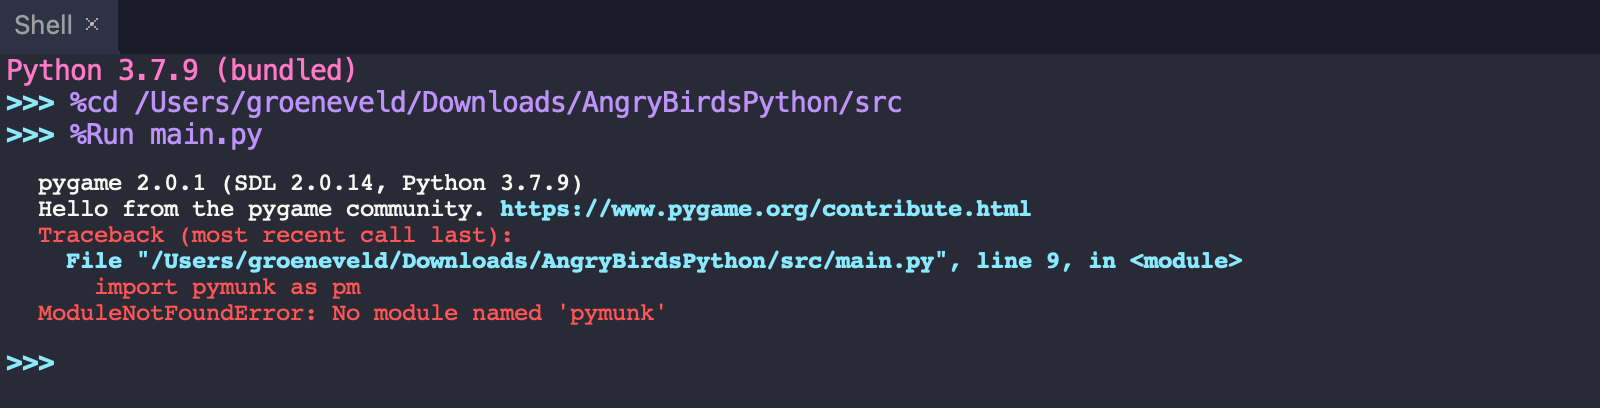 Shell ×
Python 3.7.9 (bundled)
>>> %cd /Users/groeneveld/Downloads/AngryBirdsPython/src
>>> %Run main.py
pygame 2.0.1 (SDL 2.0.14, Python 3.7.9)
Hello from the pygame community. https://www.pygame.org/contribute.html
Traceback (most recent call last):
File "/Users/groeneveld/Downloads/AngryBirdsPython/src/main.py", line 9, in <module>
import pymunk as pm
ModuleNotFoundError: No module named 'pymunk'
>>>